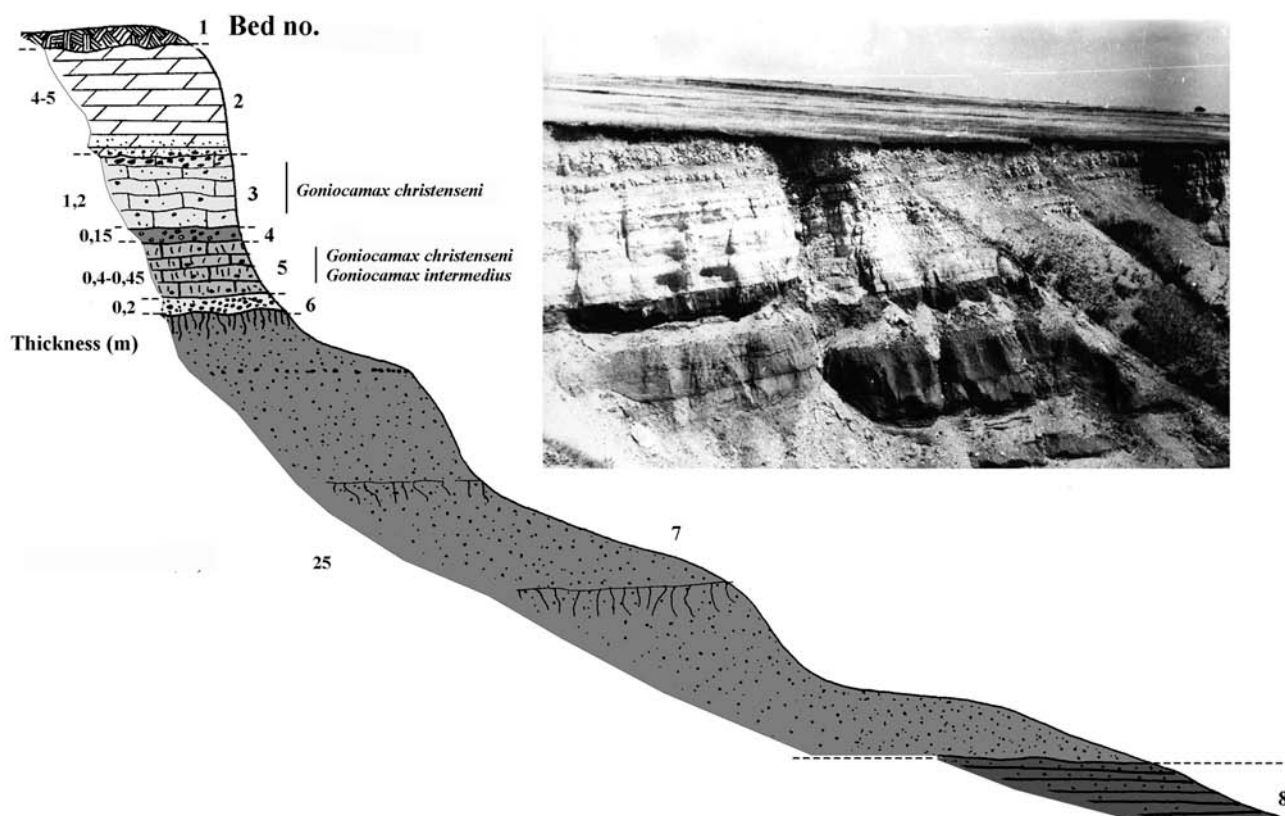 1 Bed no.
4-5
2
1,2
3
Goniocamax christenseni
0,15
4
0,4-0,45
5
Goniocamax christenseni
Goniocamax intermedius
0,2
6
Thickness (m)
7
25
8